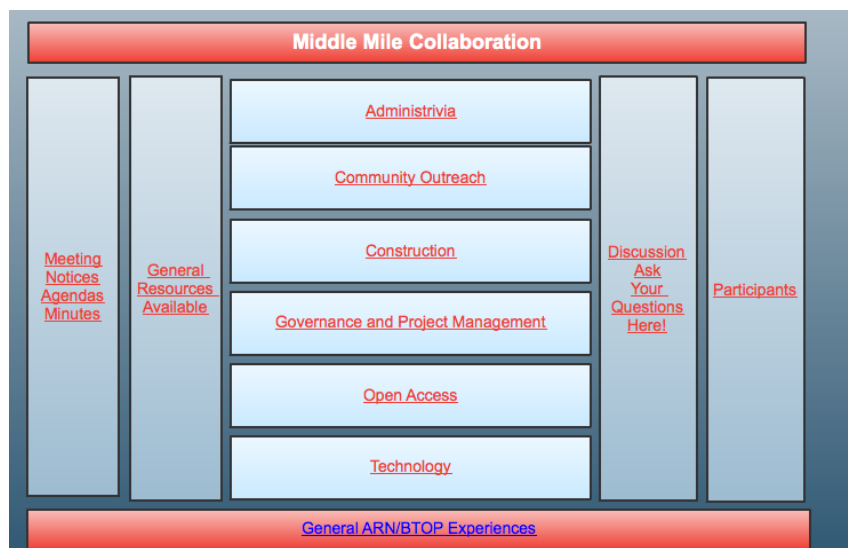 Middle Mile Collaboration
Meeting
Notices
Agendas
Minutes
General
Resources
Available
Administrivia
Community Outreach
Construction
Governance and Project Management
Open Access
Technology
Discussion
Ask
Your
Questions
Here!
Participants
General ARN/BTOP Experiences